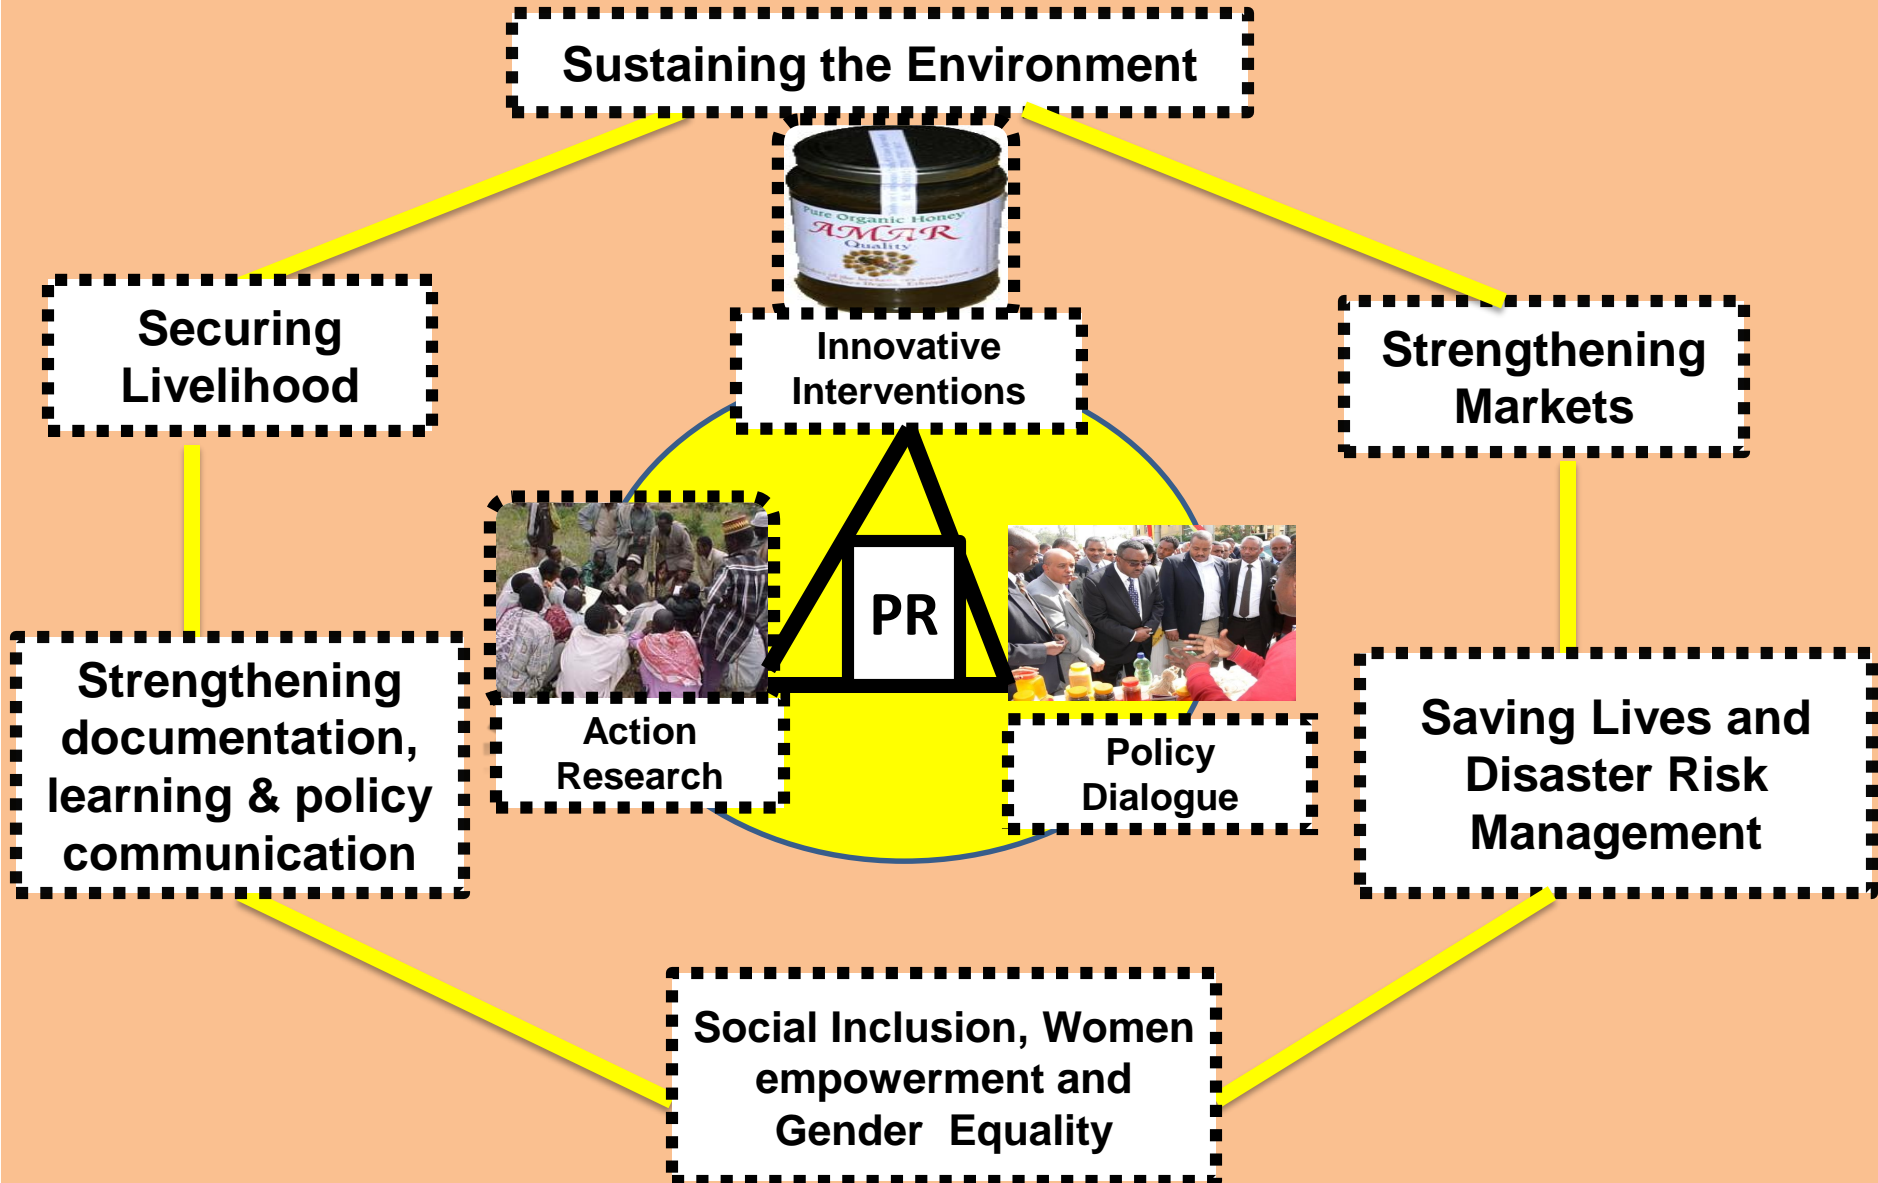 Sustaining the Environment
Pure Organic Honey
AMAR
Quality
Innovative
Interventions
Securing
Livelihood
Strengthening
Markets
PR
Action
Research
Policy
Dialogue
Strengthening
documentation,
learning & policy
communication
Saving Lives and
Disaster Risk
Management
Social Inclusion, Women
empowerment and
Gender Equality